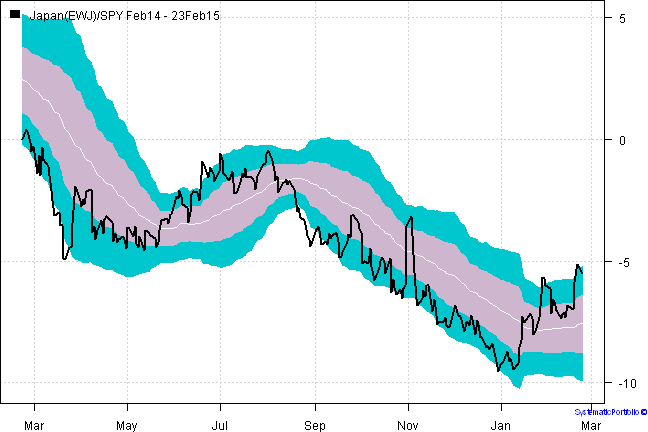 Japan(EWJ)/SPY Feb14 - 23Feb15
5
0
-5
-10
Mar May Jul Sep Nov Jan Mar
SystematicPortfolio ©